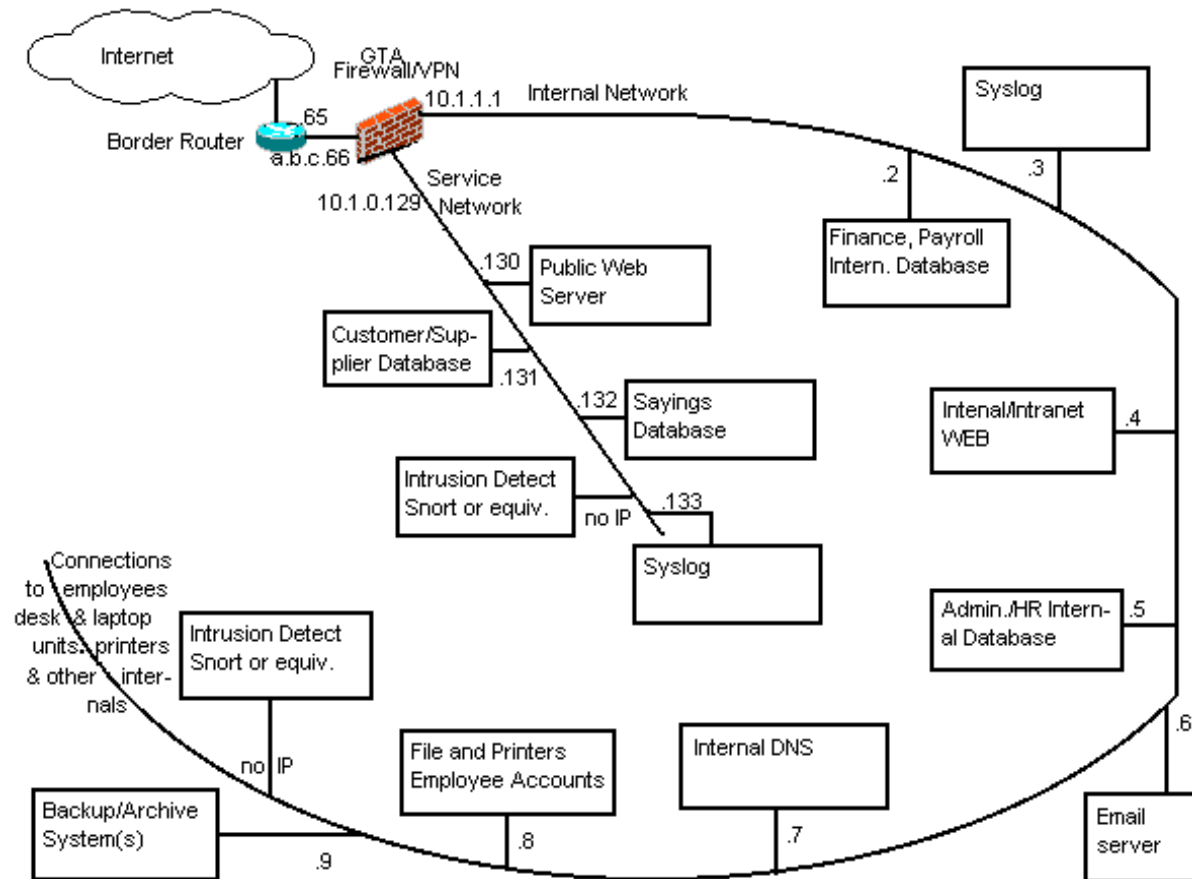 Internet
GTA
Firewall/VPN
10.1.1.1
Internal Network
Syslog
.65
Border Router
a.b.c.66
.2
.3
Service
Network
10.1.0.129
Finance, Payroll
Intern. Database
.130
Public Web
Server
Customer/Sup-
plier Database
.131
.132
Sayings
Database
Intenal/Intranet
WEB
.4
Intrusion Detect
Snort or equiv.
no IP
.133
Syslog
Connections
to employees
desk & laptop
units. printers
& other inter-
nals
Intrusion Detect
Snort or equiv.
Admin./HR Intern-
al Database
.5
no IP
File and Printers
Employee Accounts
Internal DNS
.6
Backup/Archive
System(s)
.9
.8
.7
Email
server